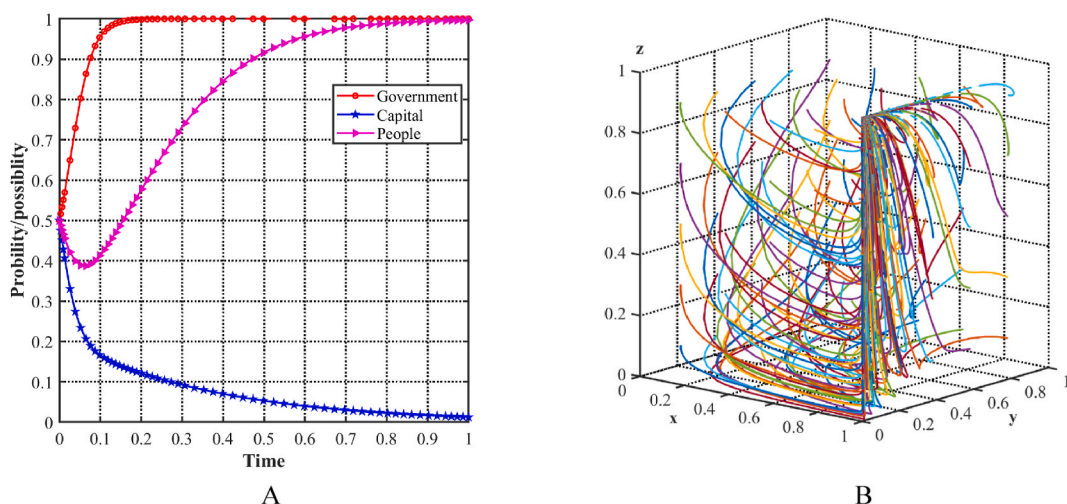 Probility/possibility
1
0.9
0.8
0.7
0.6
0.5
0.4
0.3
0.2
0.1
0
Government
Capital
People
0 0.1 0.2 0.3 0.4 0.5 0.6 0.7 0.8 0.9 1
Time
A
z
1
0.8
0.6
0.4
0.2
0
0 0.2 0.4 0.6 0.8 1
x
0 0.2 0.4 0.6 0.8 1
y
B